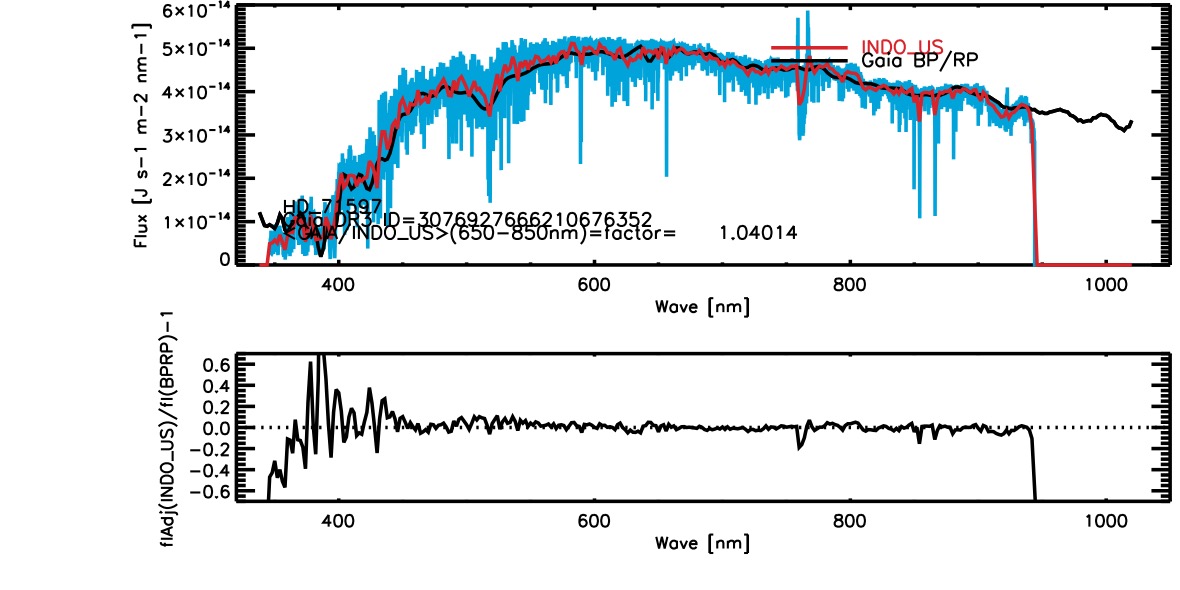 6×10−14
5×10−14
4×10−14
3×10−14
2×10−14
1×10−14
0
Flux [J s−1 m−2 nm−1]
INDO_US
Gaia BP/RP
HD_71597
Gaia DR3 ID=3076927666210676352
<GAIA/INDO_US>(650−850nm)=factor= 1.04014
400 600 800 1000
Wave [nm]
flAdj(INDO_US)/fl(BPRP)−1
0.6
0.4
0.2
0.0
−0.2
−0.4
−0.6
400 600 800 1000
Wave [nm]